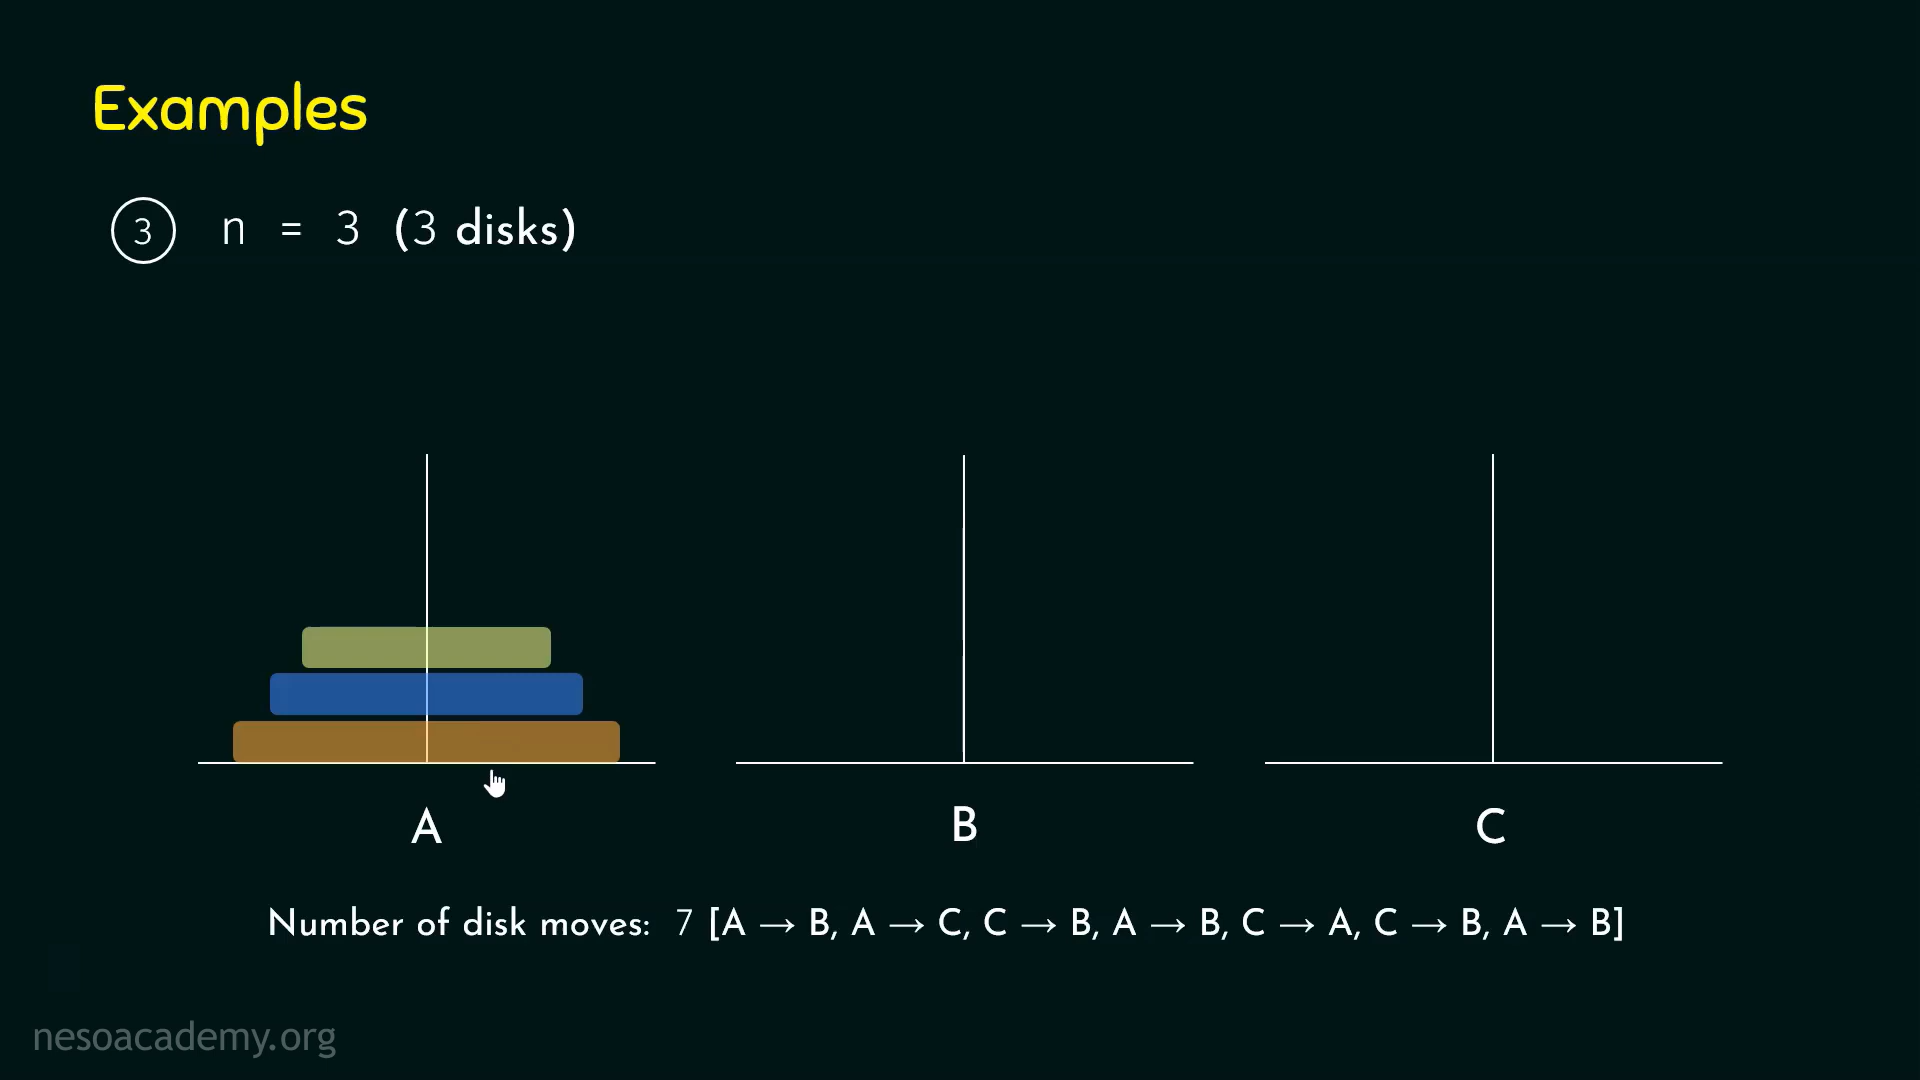 Examples
3 n = 3 (3 disks)
A B C
Number of disk moves: 7 [A → B, A → C, C → B, A → B, C → A, C → B, A → B]
nesoacademy.org